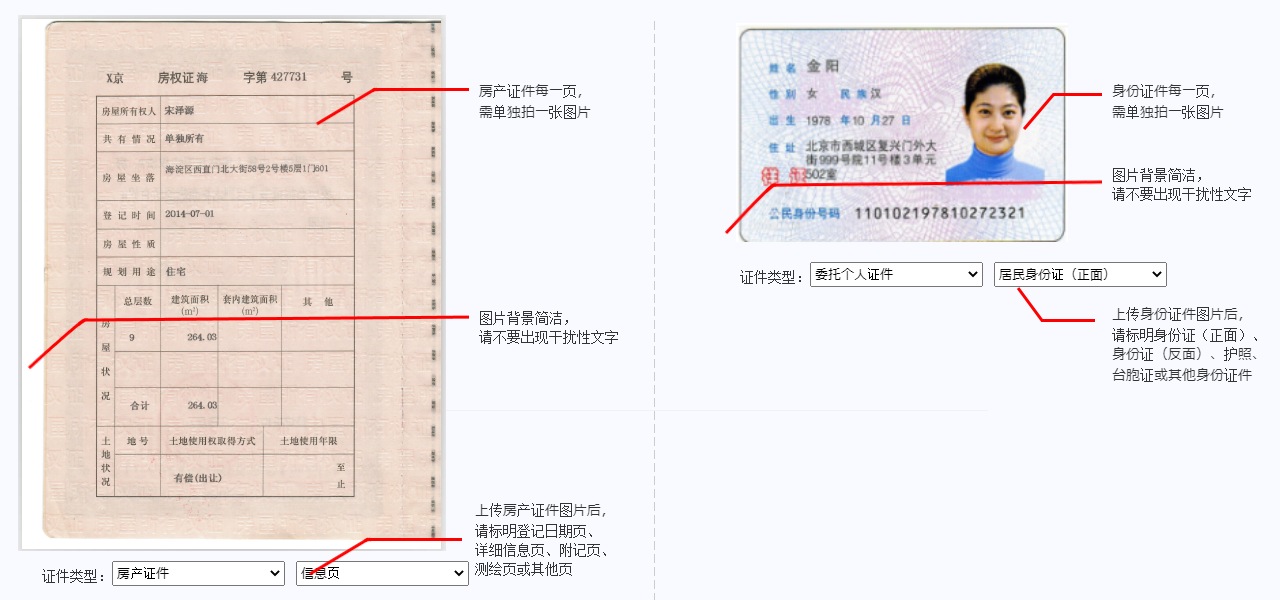 X京 房权证 海 字第 427731 号
房屋所有权人 宋泽源
共有情况 单独所有
房屋坐落 海淀区西直门北大街58号2号楼5层1门601
登记时间 2014-07-01
房屋性质
规划用途 住宅
房屋状况
总层数 建筑面积(m²) 套内建筑面积(m²) 其他
9 264.03
合计 264.03
土地状况
地号 土地使用权取得方式 土地使用年限
有偿(出让) 至
止
证件类型： 房产证件 信息页
房产证件每一页，
需单独拍一张图片
图片背景简洁，
请不要出现干扰性文字
上传房产证件图片后，
请标明登记日期页、
详细信息页、附记页、
测绘页或其他页
姓名 金阳
性别 女 民族 汉
出生 1978 年 10 月 27 日
住址 北京市西城区复兴门外大
街999号院11号楼3单元
502室
公民身份号码 110102197810272321
证件类型： 委托个人证件 居民身份证（正面）
身份证件每一页，
需单独拍一张图片
图片背景简洁，
请不要出现干扰性文字
上传身份证件图片后，
请标明身份证（正面）、
身份证（反面）、护照、
台胞证或其他身份证件